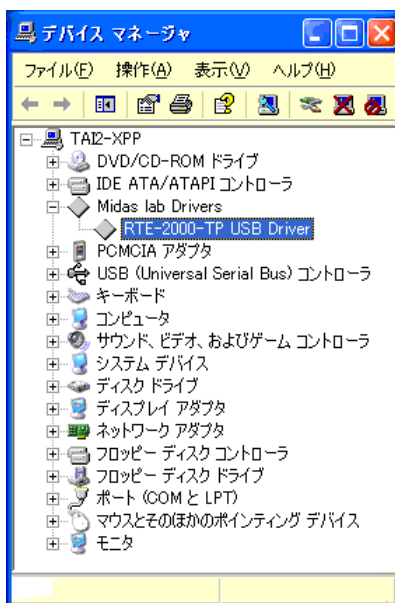 デバイス マネージャ
ファイル(F) 操作(A) 表示(V) ヘルプ(H)
TAI2-XPP
DVD/CD-ROM ドライブ
IDE ATA/ATAPI コントローラ
Midas lab Drivers
RTE-2000-TP USB Driver
PCMCIA アダプタ
USB (Universal Serial Bus) コントローラ
キーボード
コンピュータ
サウンド、ビデオ、およびゲーム コントローラ
システム デバイス
ディスク ドライブ
ディスプレイ アダプタ
ネットワーク アダプタ
フロッピー ディスク コントローラ
フロッピー ディスク ドライブ
ポート (COM と LPT)
マウスとそのほかのポインティング デバイス
モニタ